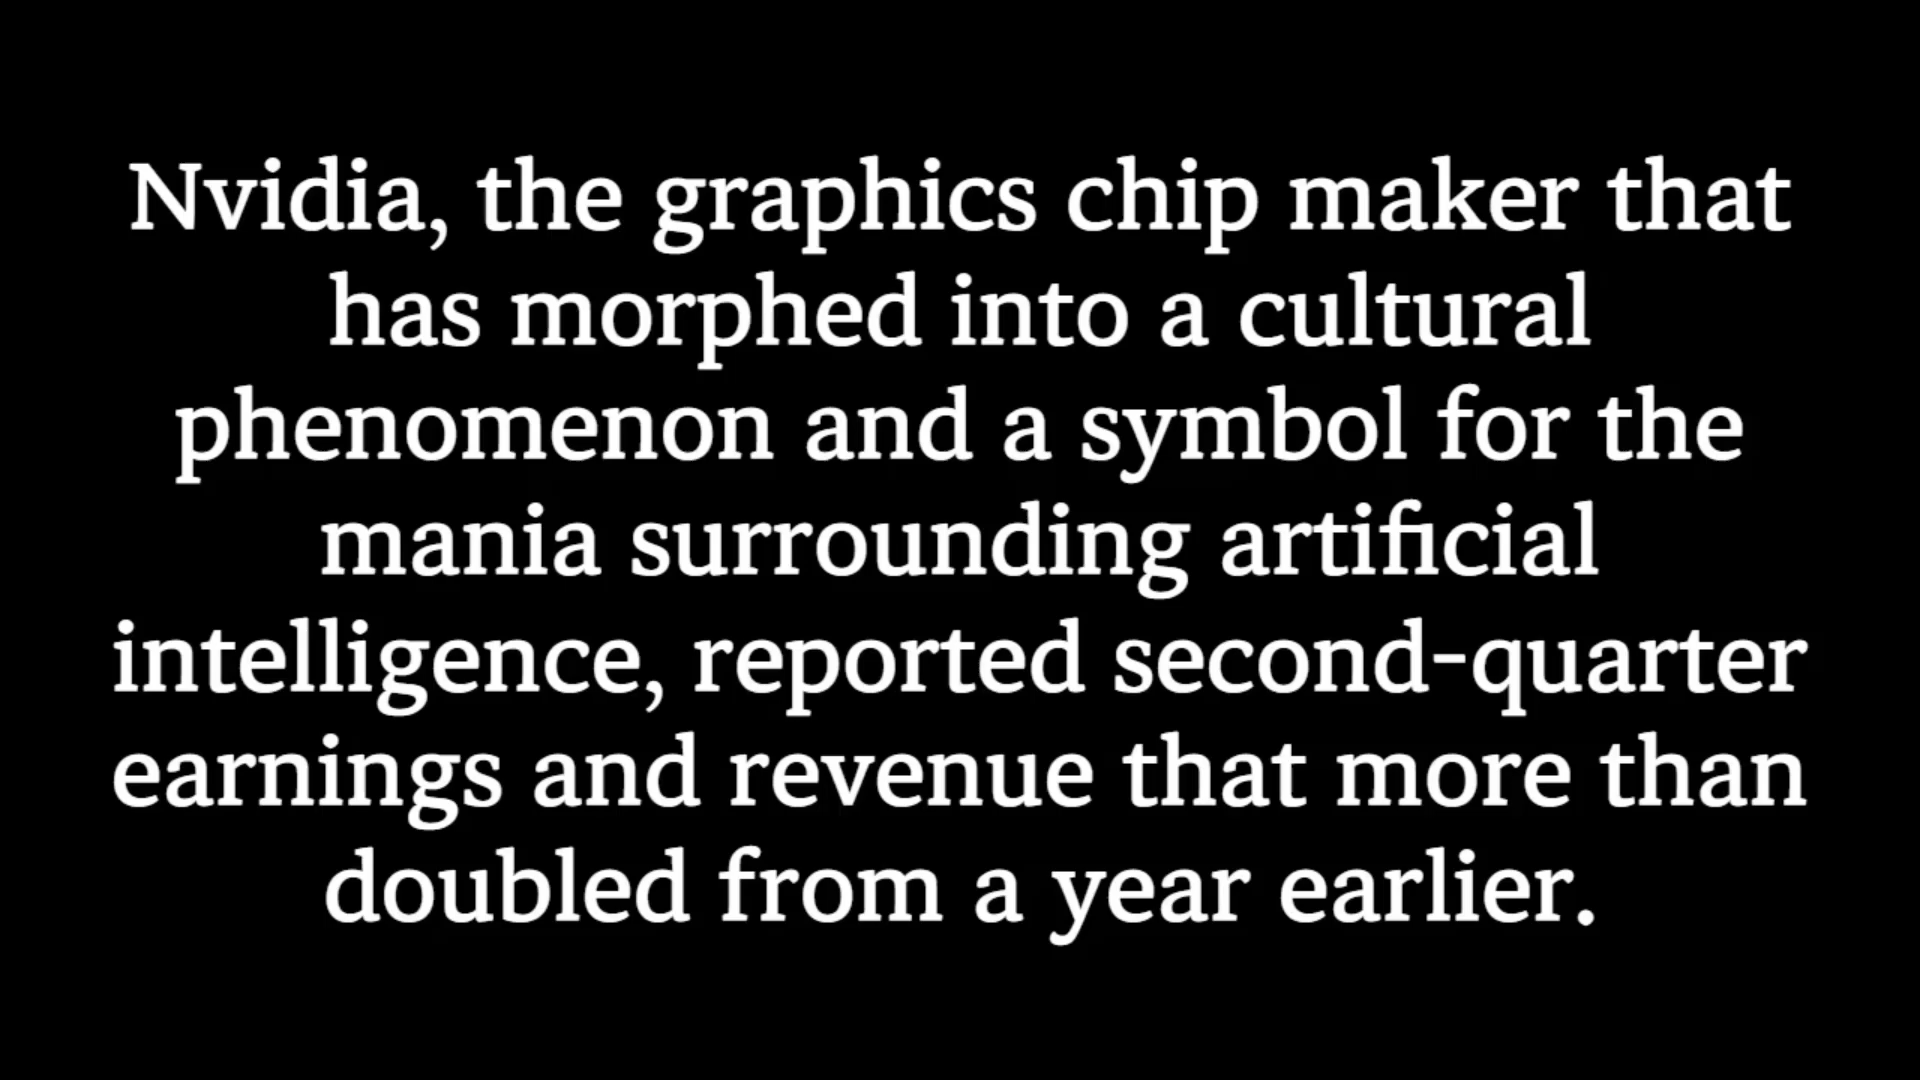 Nvidia, the graphics chip maker that
has morphed into a cultural
phenomenon and a symbol for the
mania surrounding artificial
intelligence, reported second-quarter
earnings and revenue that more than
doubled from a year earlier.